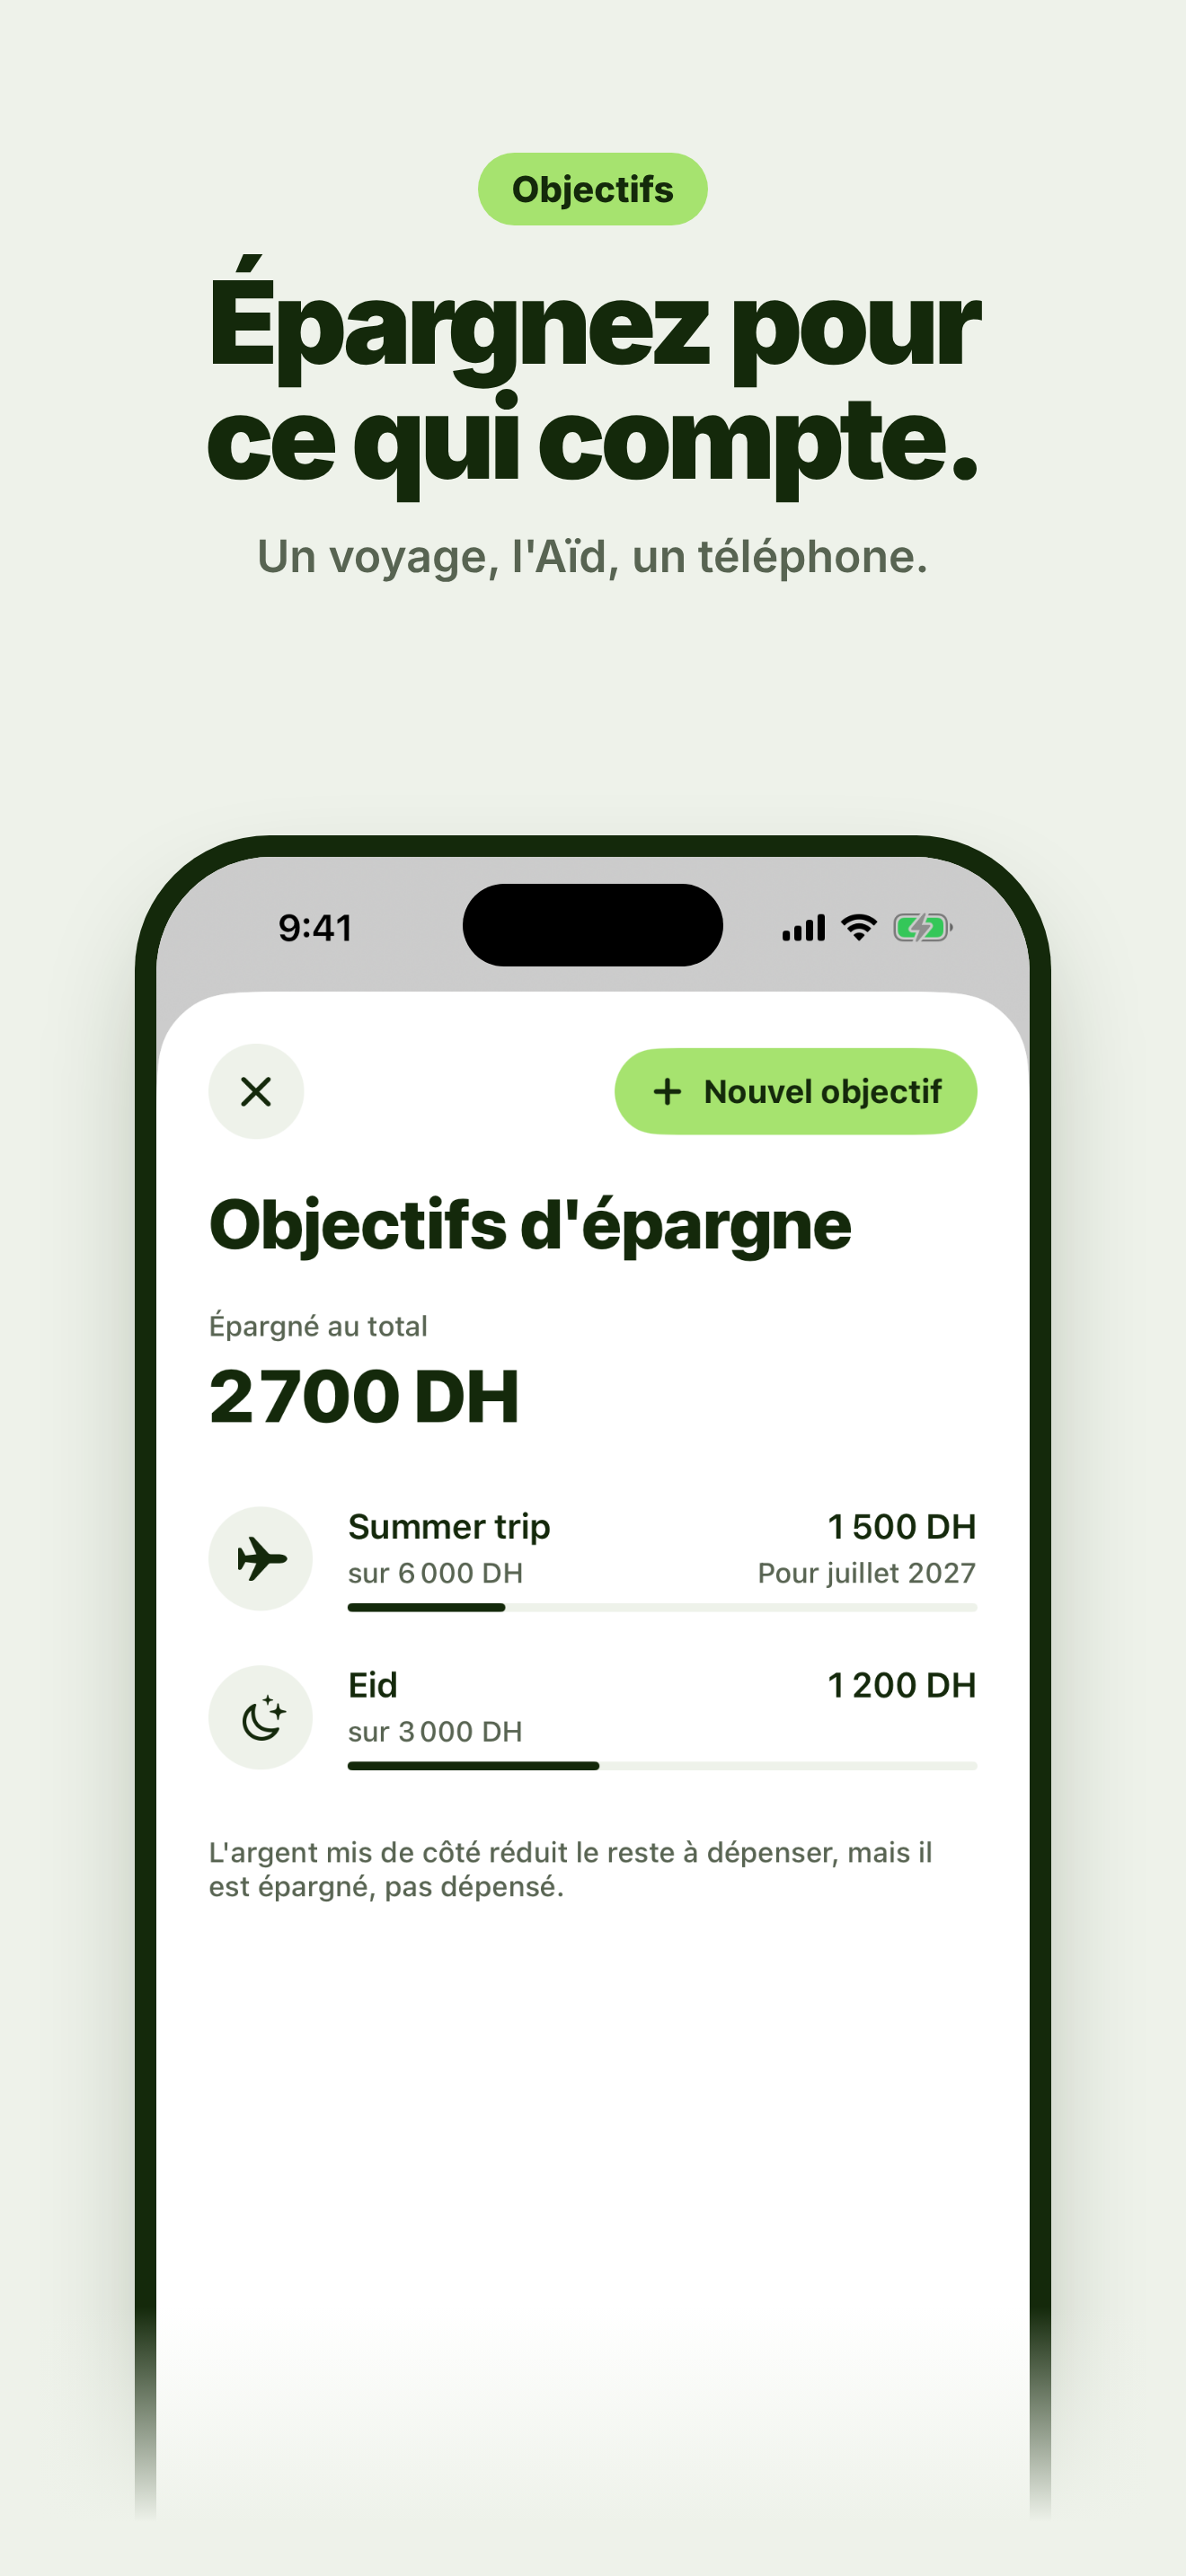 Objectifs
Épargnez pour
ce qui compte.
Un voyage, l'Aïd, un téléphone.
9:41
+ Nouvel objectif
Objectifs d'épargne
Épargné au total
2 700 DH
Summer trip 1 500 DH
sur 6 000 DH Pour juillet 2027
Eid 1 200 DH
sur 3 000 DH
L'argent mis de côté réduit le reste à dépenser, mais il
est épargné, pas dépensé.